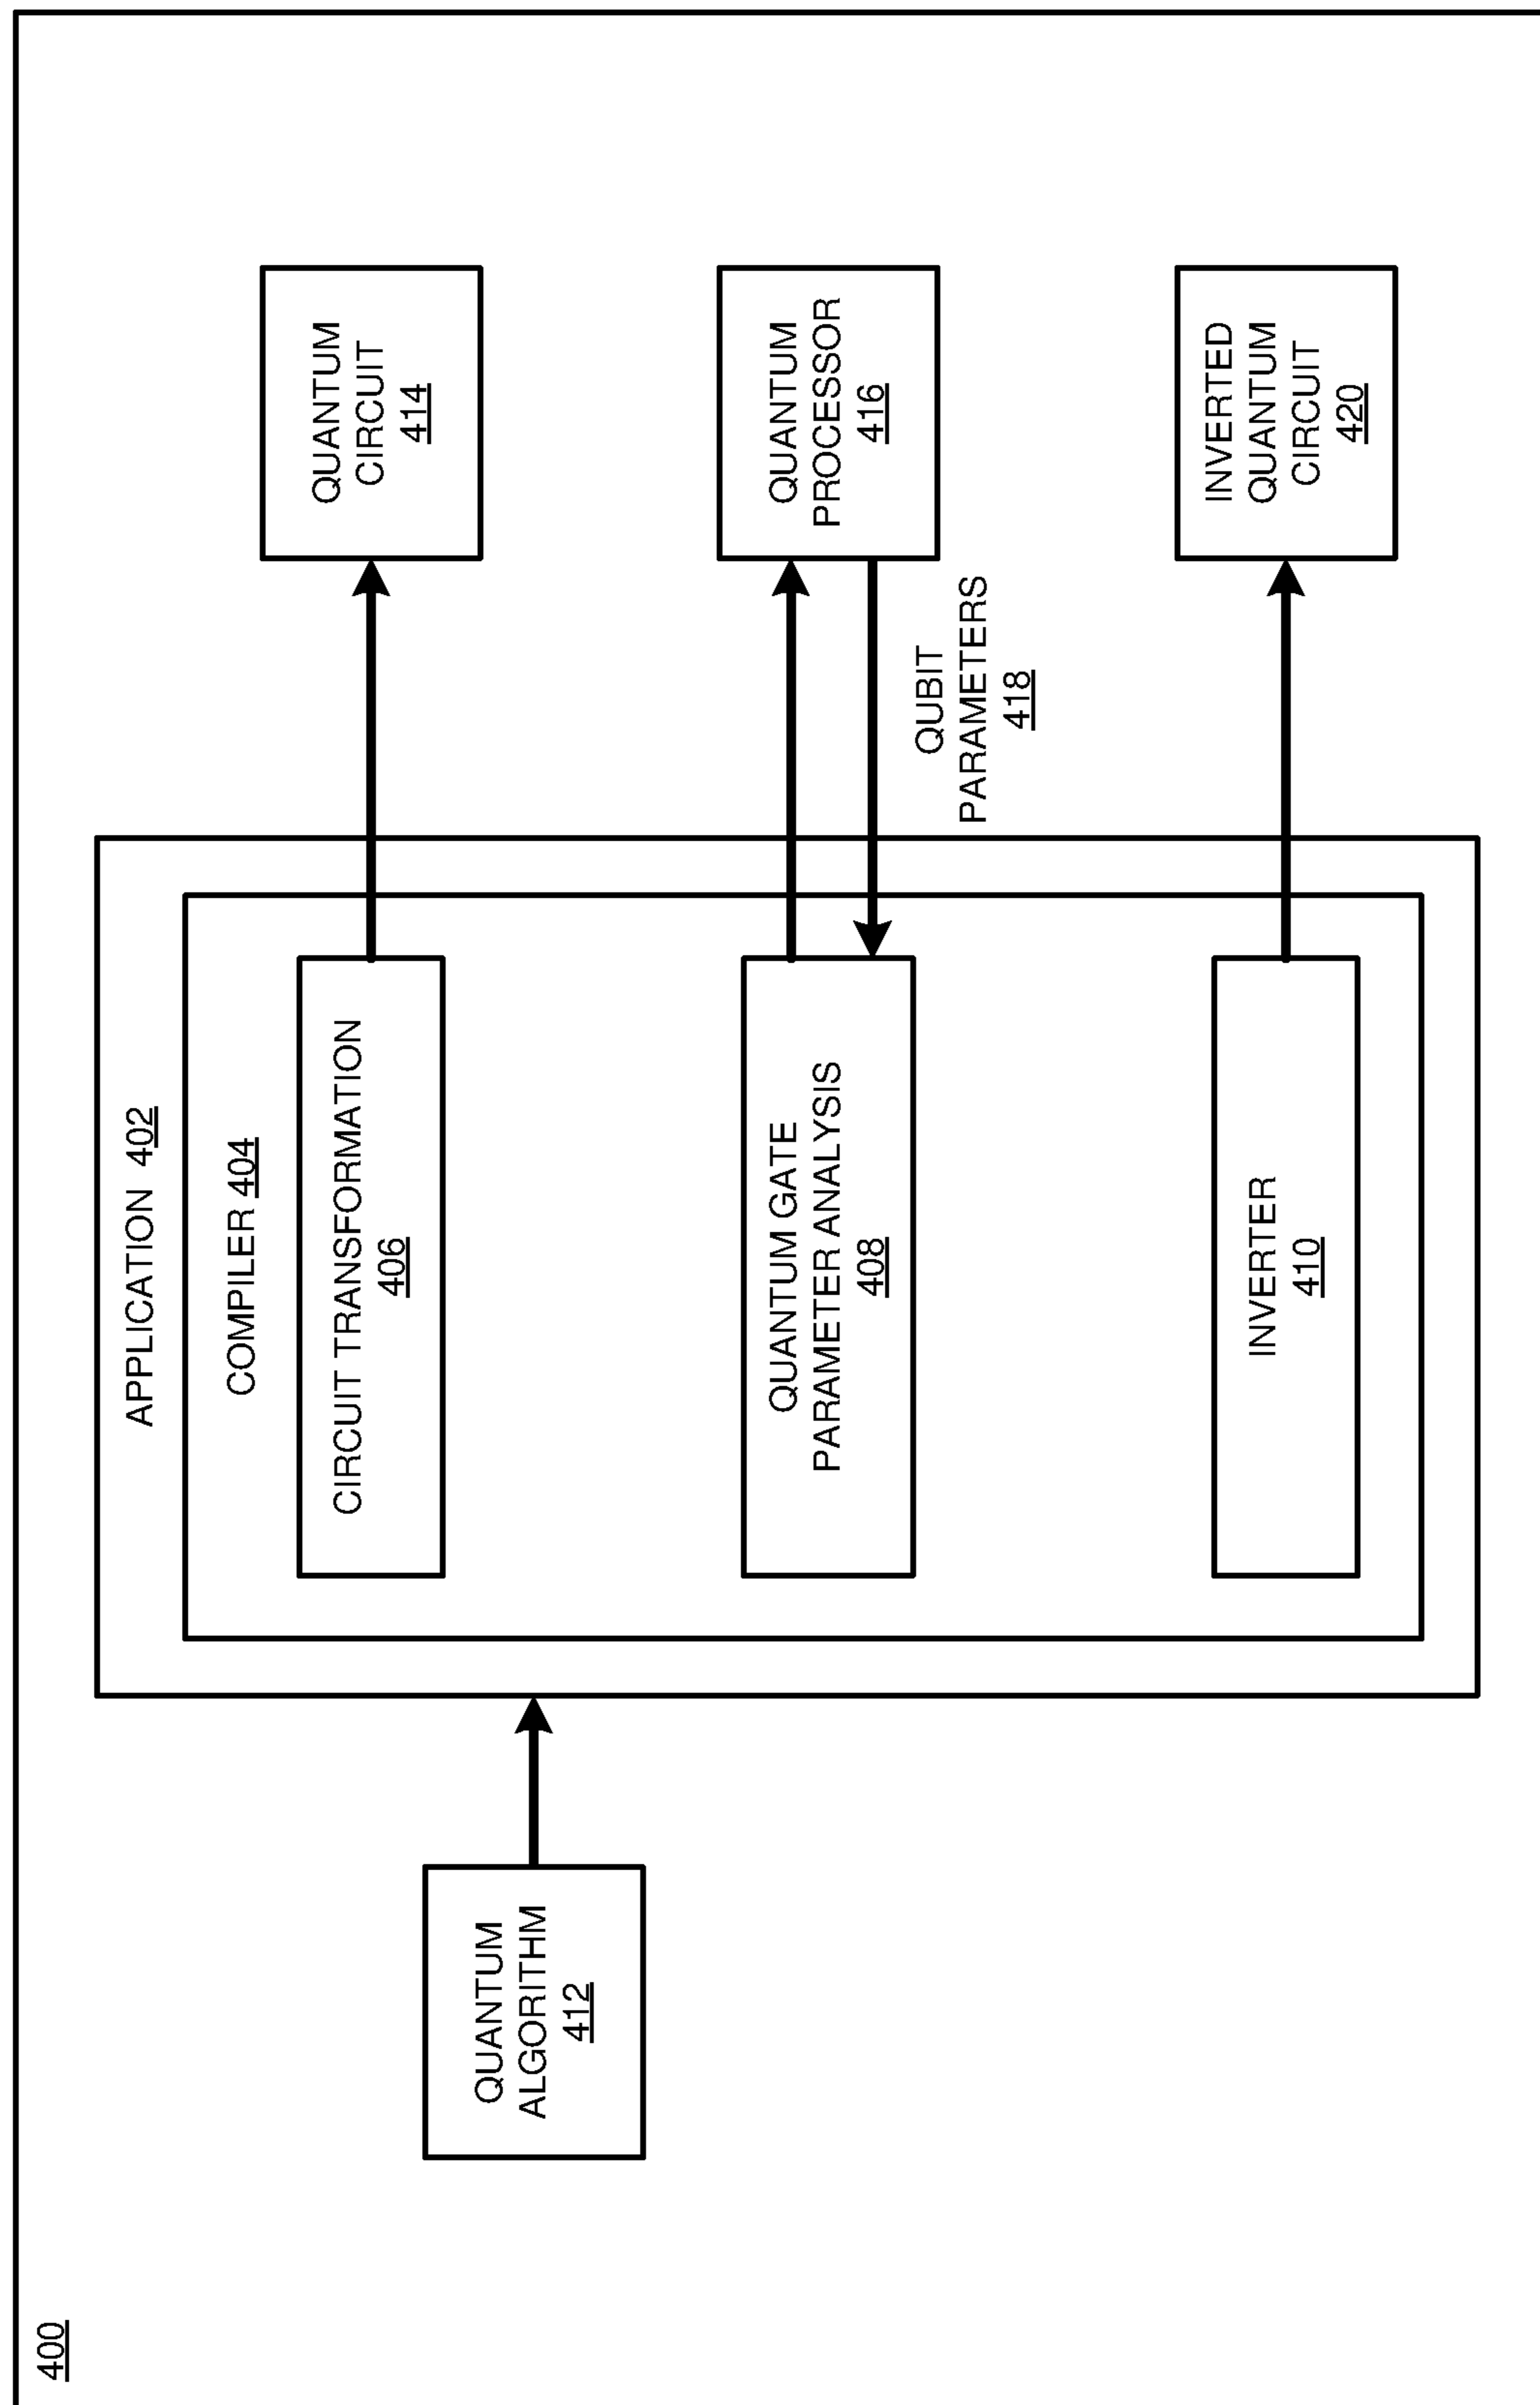 400
QUANTUM
ALGORITHM
412
APPLICATION 402
COMPILER 404
CIRCUIT TRANSFORMATION
406
QUANTUM GATE
PARAMETER ANALYSIS
408
INVERTER
410
QUANTUM
CIRCUIT
414
QUANTUM
PROCESSOR
416
QUBIT
PARAMETERS
418
INVERTED
QUANTUM
CIRCUIT
420